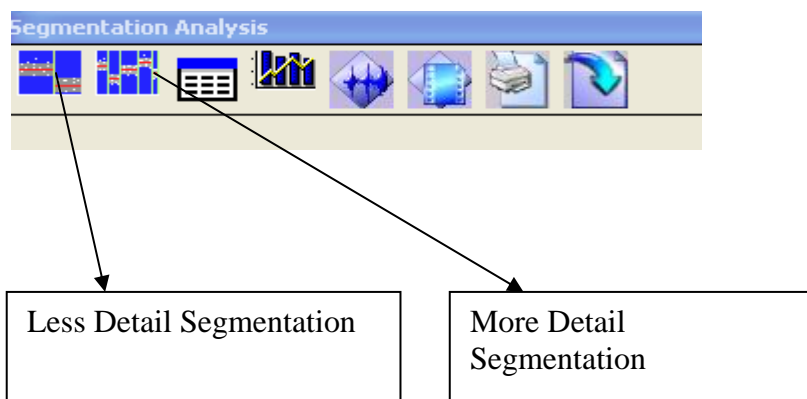 Segmentation Analysis
Less Detail Segmentation
More Detail
Segmentation